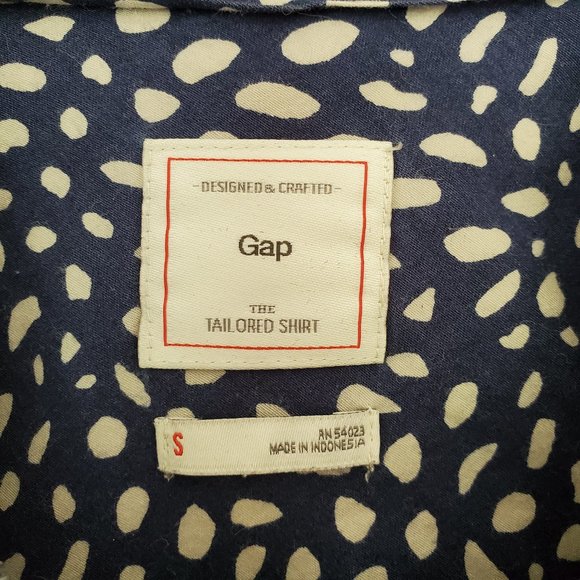 -DESIGNED & CRAFTED-
Gap
THE
TAILORED SHIRT
S
RN 54023
MADE IN INDONESIA